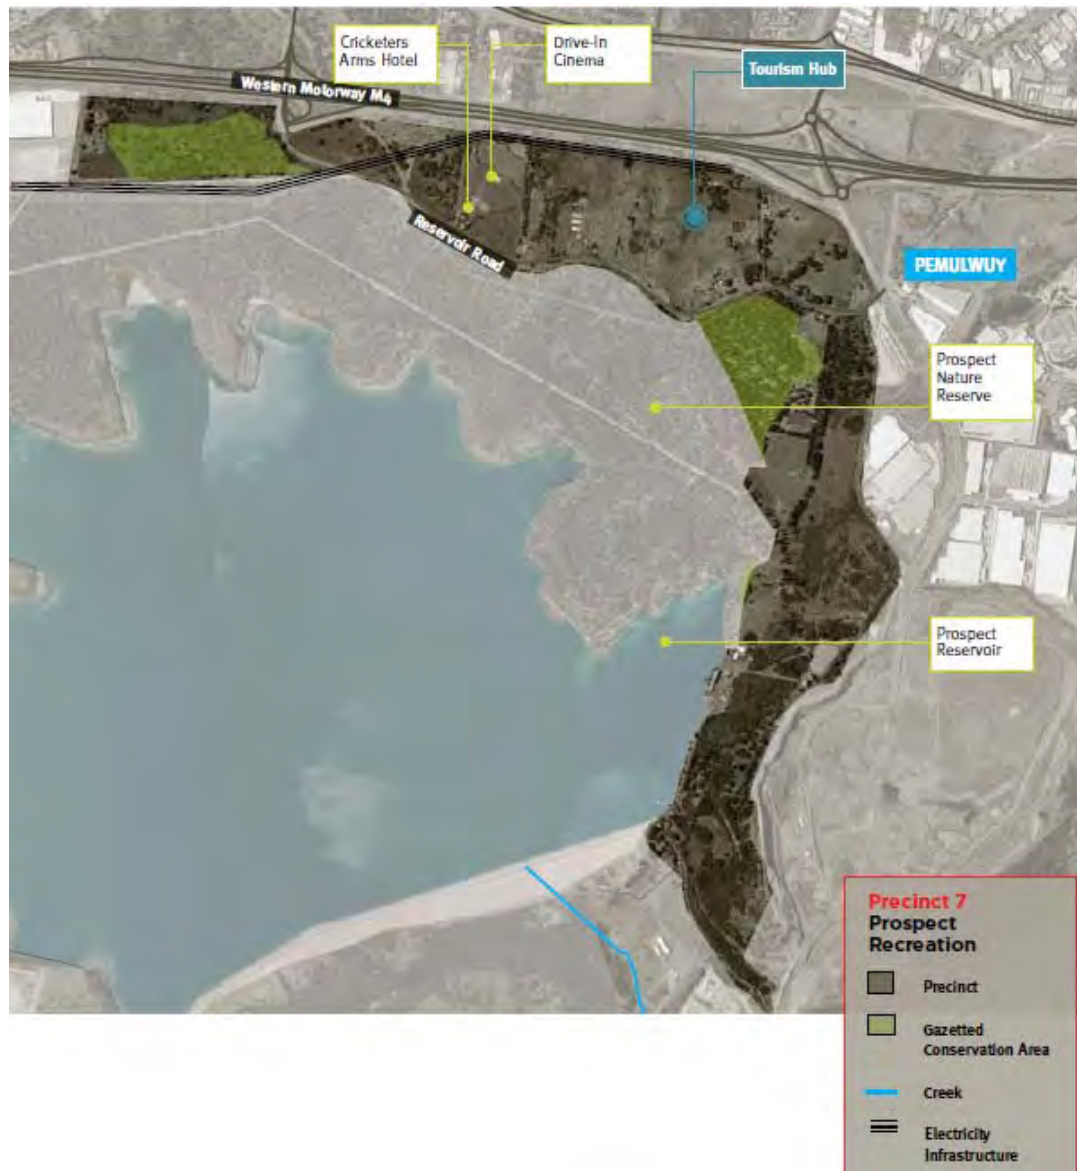 Cricketers
Arms Hotel
Drive-In
Cinema
Tourism Hub
Western Motorway M4
Reservoir Road
PEMULWUY
Prospect
Nature
Reserve
Prospect
Reservoir
Precinct 7
Prospect
Recreation
Precinct
Gazetted
Conservation Area
Creek
Electricity
Infrastructure